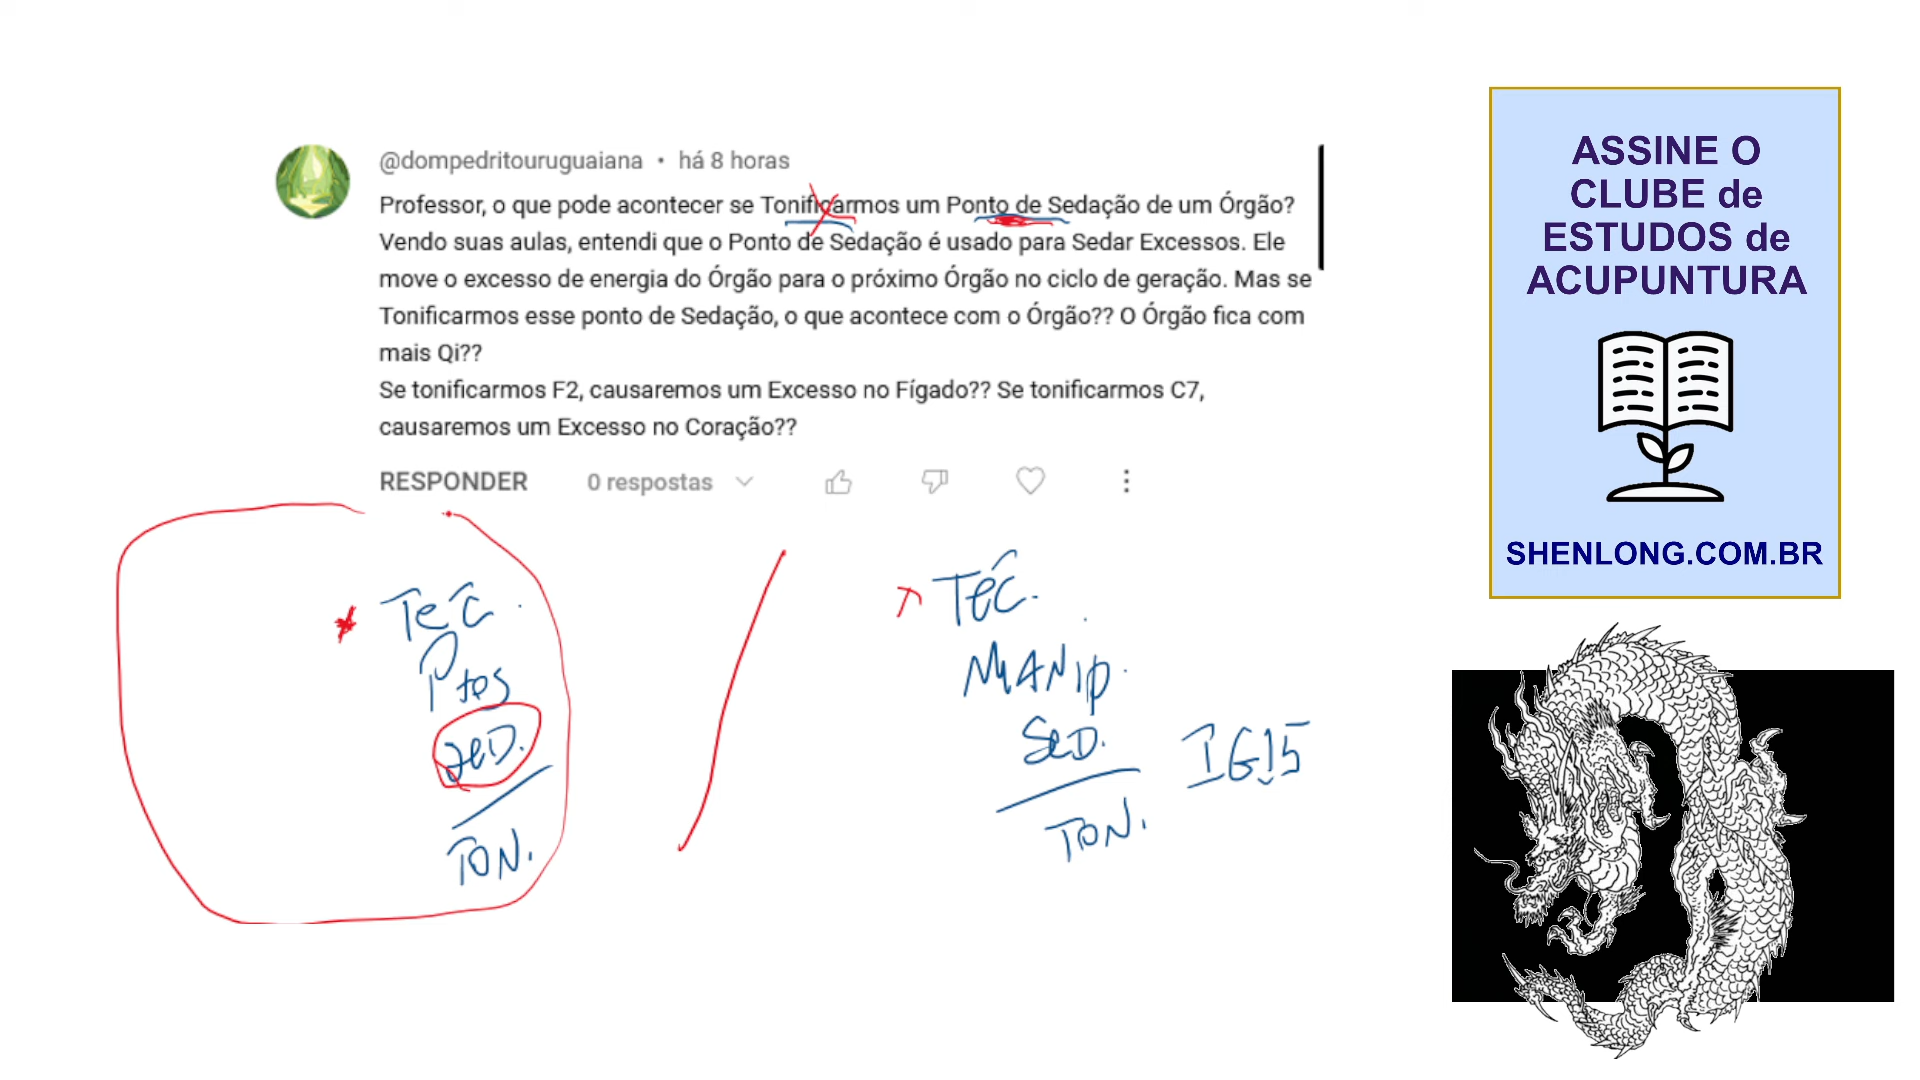 @dompedritouruguaiana • há 8 horas
Professor, o que pode acontecer se Tonificarmos um Ponto de Sedação de um Órgão?
Vendo suas aulas, entendi que o Ponto de Sedação é usado para Sedar Excessos. Ele
move o excesso de energia do Órgão para o próximo Órgão no ciclo de geração. Mas se
Tonificarmos esse ponto de Sedação, o que acontece com o Órgão?? O Órgão fica com
mais Qi??
Se tonificarmos F2, causaremos um Excesso no Fígado?? Se tonificarmos C7,
causaremos um Excesso no Coração??
RESPONDER 0 respostas
Téc.
Ptos
SED.
TON.
Téc.
MANIP.
SED.
TON.
IG15
ASSINE O
CLUBE de
ESTUDOS de
ACUPUNTURA
SHENLONG.COM.BR